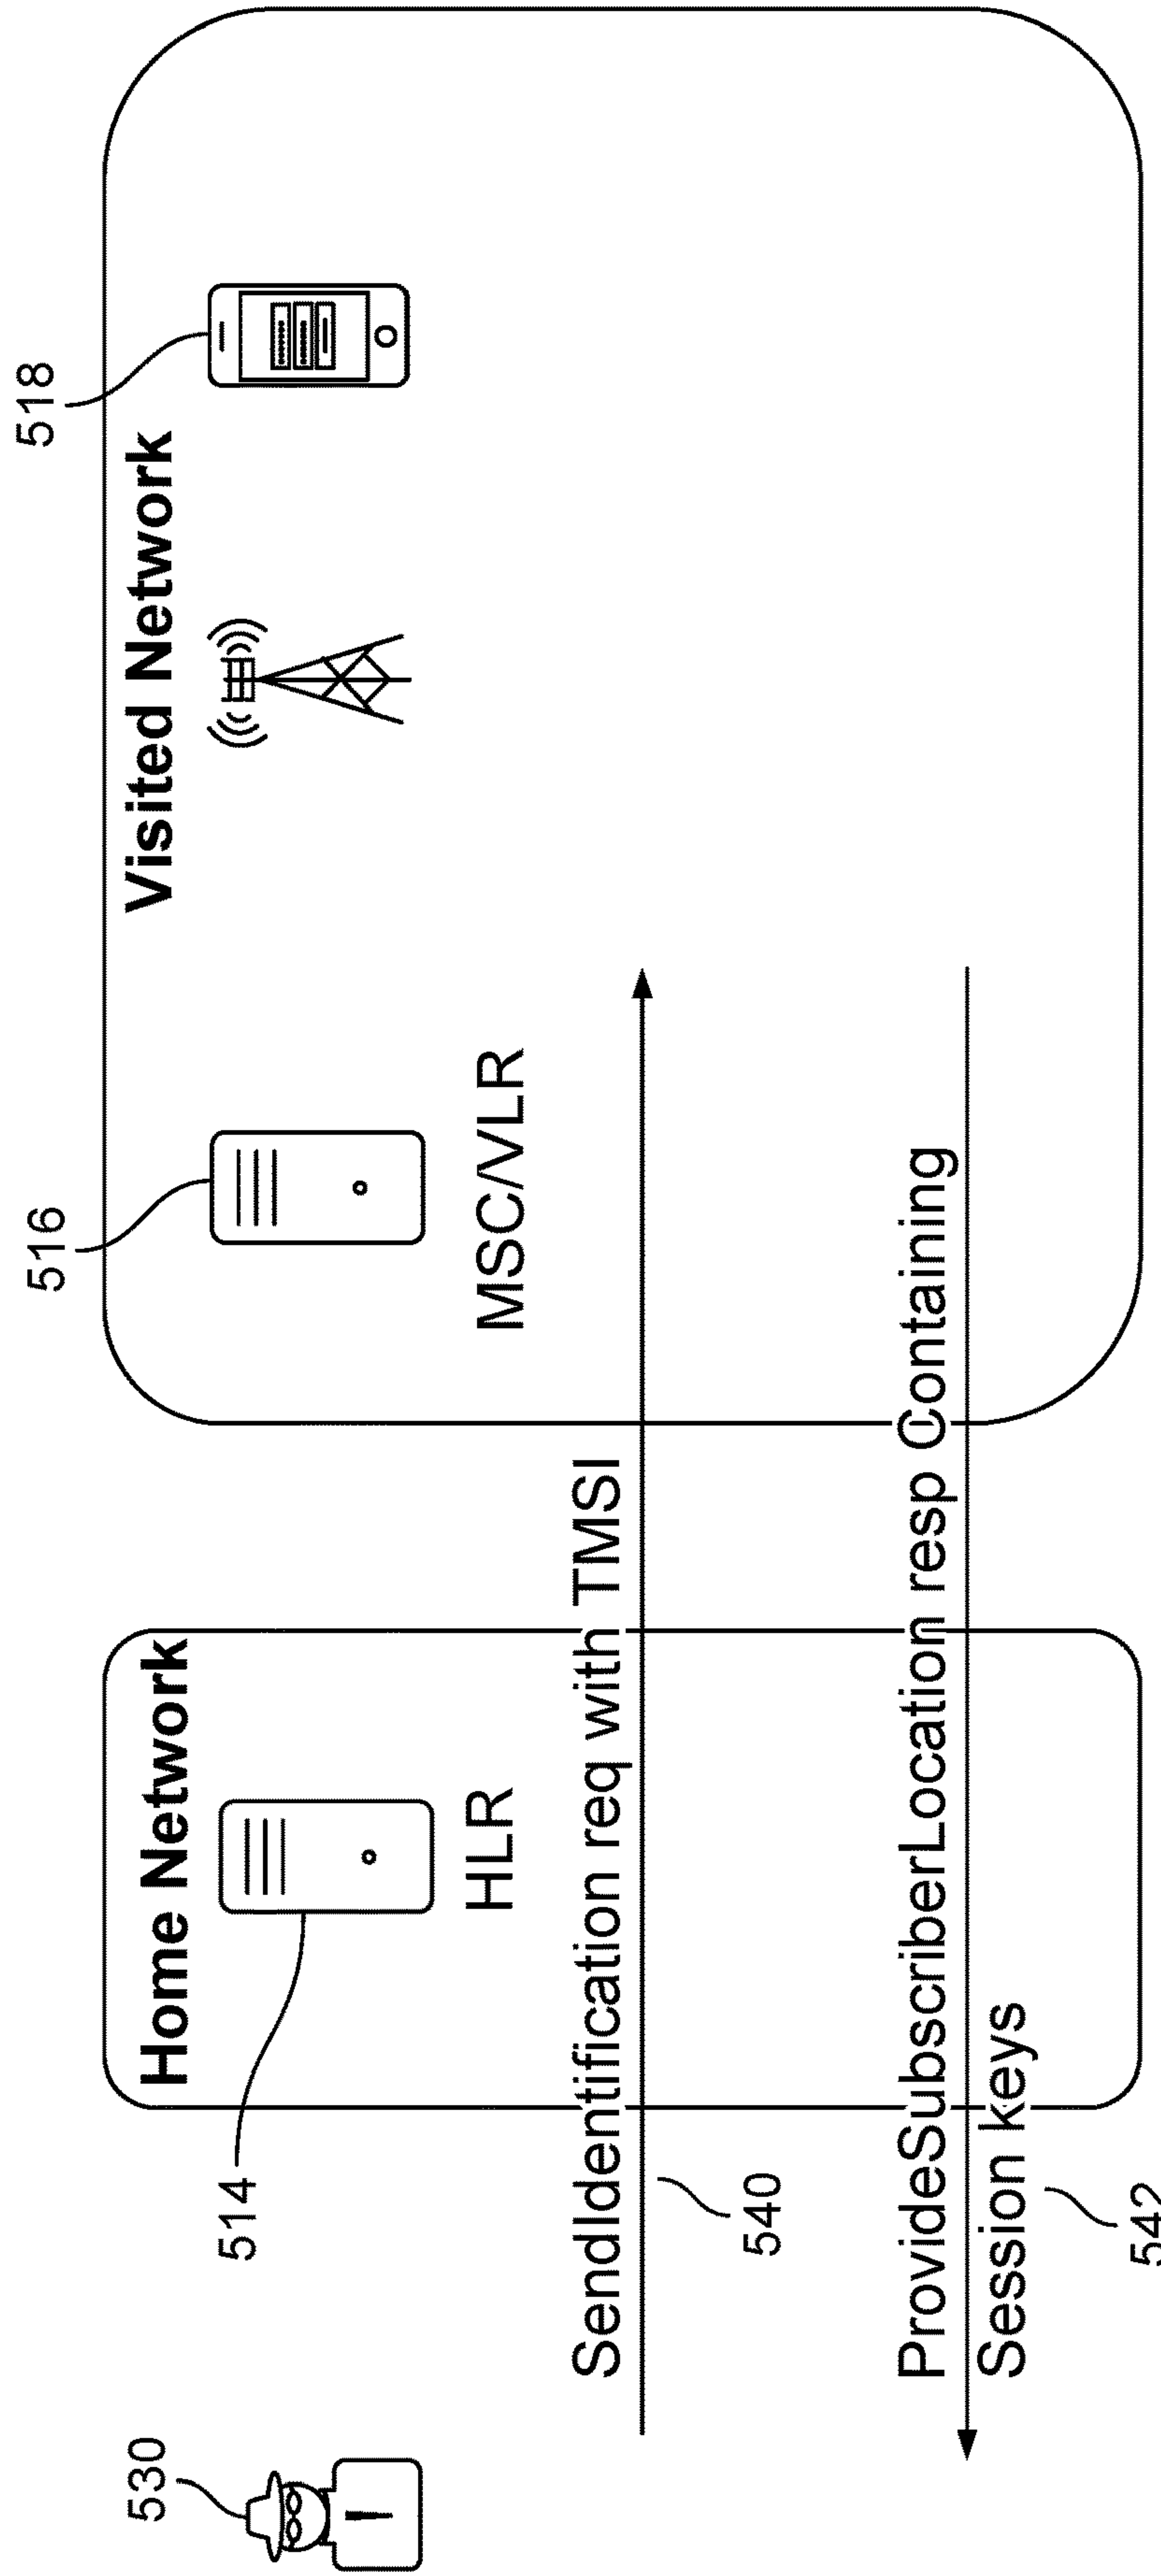 530
514
516
518
Home Network
Visited Network
HLR
MSC/VLR
SendIdentification req with TMSI
540
ProvideSubscriberLocation resp Containing
Session keys
542